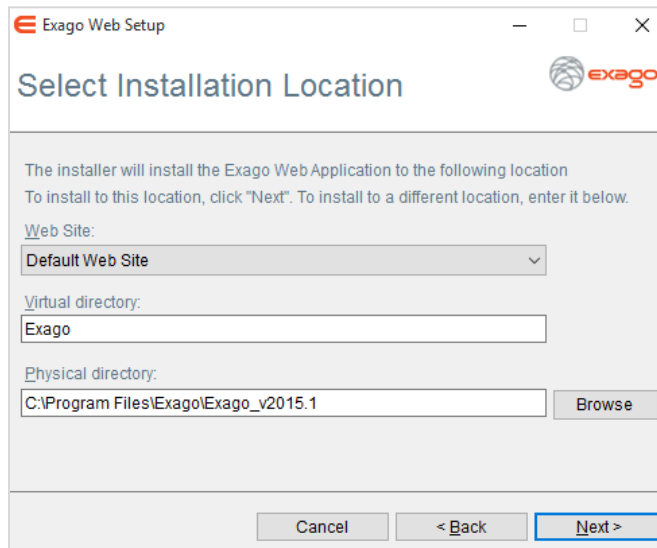 Exago Web Setup
Select Installation Location
exago
The installer will install the Exago Web Application to the following location
To install to this location, click "Next". To install to a different location, enter it below.
Web Site:
Default Web Site
Virtual directory:
Exago
Physical directory:
C:\Program Files\Exago\Exago_v2015.1
Browse
Cancel
< Back
Next >